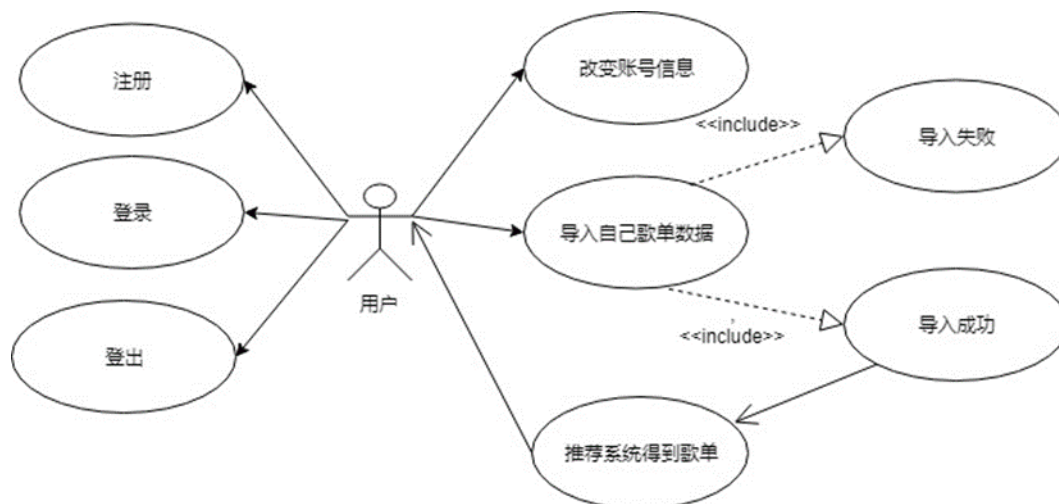 注册
改变账号信息
<<include>>
导入失败
登录
导入自己歌单数据
用户
<<include>>
导入成功
登出
推荐系统得到歌单